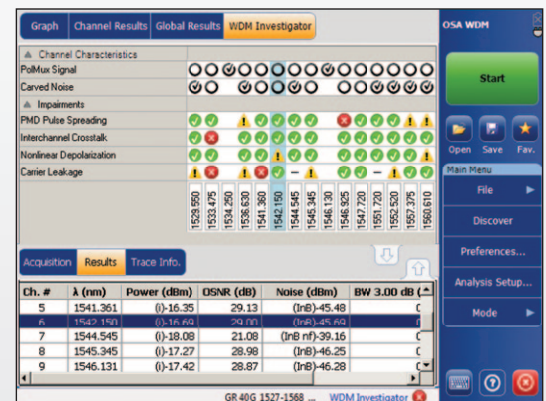 Graph Channel Results Global Results WDM Investigator
OSA WDM
Channel Characteristics
PolMux Signal
Carved Noise
Impairments
PMD Pulse Spreading
Interchannel Crosstalk
Nonlinear Depolarization
Carrier Leakage
1529.550 1533.475 1534.250 1536.630 1541.360 1542.150 1544.545 1545.345 1546.130 1546.925 1547.720 1551.720 1552.520 1557.375 1560.610
Start
Open Save Fav.
Main Menu
File
Discover
Preferences...
Analysis Setup...
Mode
Acquisition Results Trace Info.
Ch. # λ (nm) Power (dBm) OSNR (dB) Noise (dBm) BW 3.00 dB (
5 1541.361 (i)-16.35 29.13 (InB)-45.48
6 1542.150 (i)-16.69 29.00 (InB)-45.69
7 1544.545 (i)-18.08 21.08 (InB nf)-39.16
8 1545.345 (i)-17.27 28.98 (InB)-46.25
9 1546.131 (i)-17.42 28.87 (InB)-46.28
GR 40G 1527-1568 ... WDM Investigator